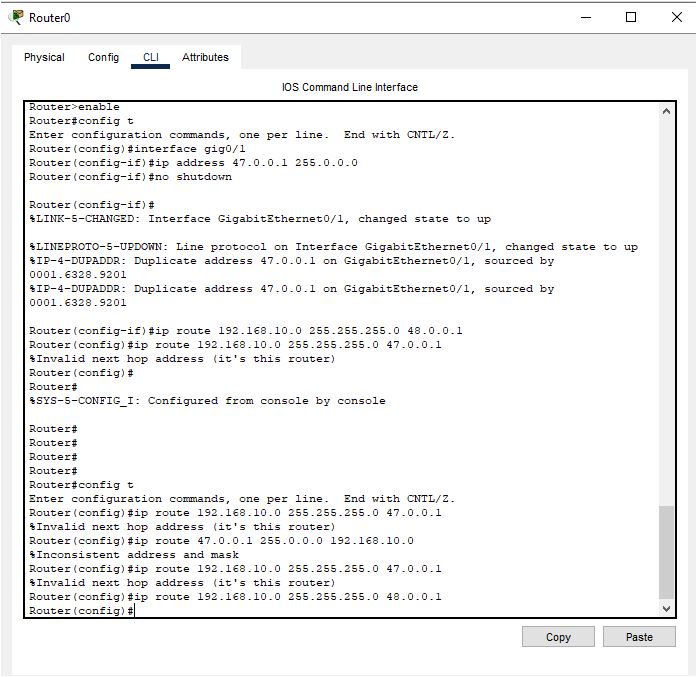 Router0
Physical Config CLI Attributes
IOS Command Line Interface
Router>enable
Router#config t
Enter configuration commands, one per line.  End with CNTL/Z.
Router(config)#interface gig0/1
Router(config-if)#ip address 47.0.0.1 255.0.0.0
Router(config-if)#no shutdown
Router(config-if)#
%LINK-5-CHANGED: Interface GigabitEthernet0/1, changed state to up
%LINEPROTO-5-UPDOWN: Line protocol on Interface GigabitEthernet0/1, changed state to up
%IP-4-DUPADDR: Duplicate address 47.0.0.1 on GigabitEthernet0/1, sourced by
0001.6328.9201
%IP-4-DUPADDR: Duplicate address 47.0.0.1 on GigabitEthernet0/1, sourced by
0001.6328.9201
Router(config-if)#ip route 192.168.10.0 255.255.255.0 48.0.0.1
Router(config)#ip route 192.168.10.0 255.255.255.0 47.0.0.1
%Invalid next hop address (it's this router)
Router(config)#
Router#
%SYS-5-CONFIG_I: Configured from console by console
Router#
Router#
Router#
Router#
Router#config t
Enter configuration commands, one per line.  End with CNTL/Z.
Router(config)#ip route 192.168.10.0 255.255.255.0 47.0.0.1
%Invalid next hop address (it's this router)
Router(config)#ip route 47.0.0.1 255.0.0.0 192.168.10.0
%Inconsistent address and mask
Router(config)#ip route 192.168.10.0 255.255.255.0 47.0.0.1
%Invalid next hop address (it's this router)
Router(config)#ip route 192.168.10.0 255.255.255.0 48.0.0.1
Router(config)#
Copy Paste